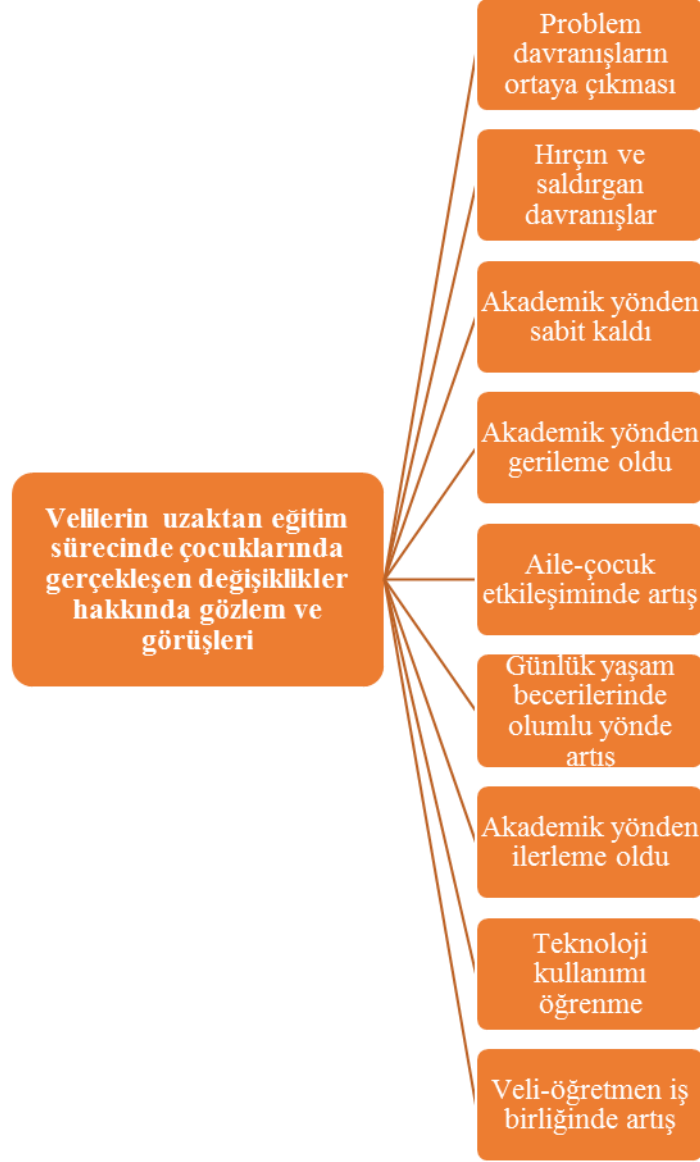 Problem
davranışların
ortaya çıkması
Hırçın ve
saldırgan
davranışlar
Akademik yönden
sabit kaldı
Akademik yönden
gerileme oldu
Velilerin uzaktan eğitim
sürecinde çocuklarında
gerçekleşen değişiklikler
hakkında gözlem ve
görüşleri
Aile-çocuk
etkileşiminde artış
Günlük yaşam
becerilerinde
olumlu yönde
artış
Akademik yönden
ilerleme oldu
Teknoloji
kullanımı
öğrenme
Veli-öğretmen iş
birliğinde artış